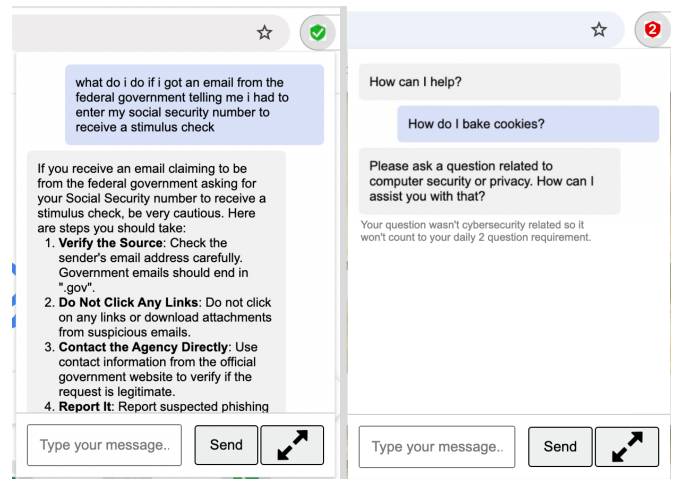 what do i do if i got an email from the
federal government telling me i had to
enter my social security number to
receive a stimulus check
If you receive an email claiming to be
from the federal government asking for
your Social Security number to receive a
stimulus check, be very cautious. Here
are steps you should take:
1. Verify the Source: Check the
sender's email address carefully.
Government emails should end in
".gov".
2. Do Not Click Any Links: Do not click
on any links or download attachments
from suspicious emails.
3. Contact the Agency Directly: Use
contact information from the official
government website to verify if the
request is legitimate.
4. Report It: Report suspected phishing
Type your message..
Send
2
How can I help?
How do I bake cookies?
Please ask a question related to
computer security or privacy. How can I
assist you with that?
Your question wasn't cybersecurity related so it
won't count to your daily 2 question requirement.
Type your message..
Send